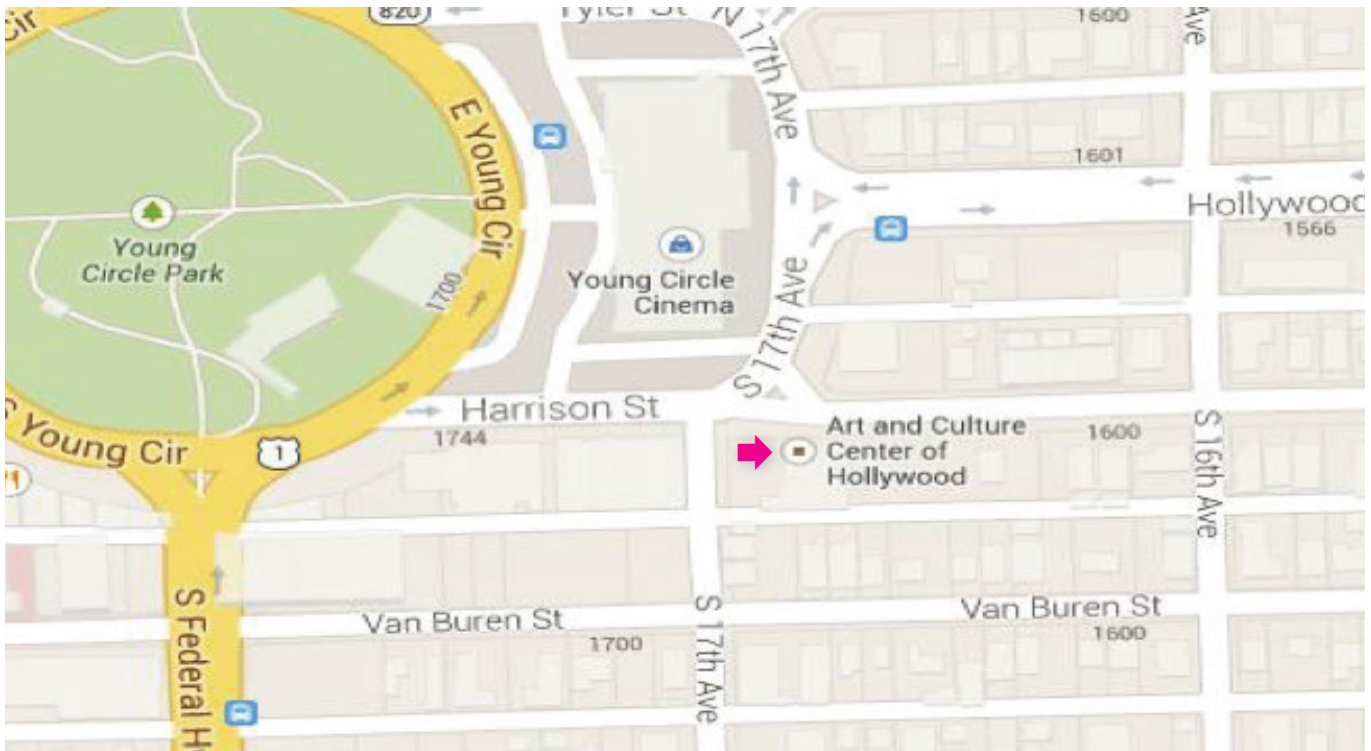 Cir
820
Tyler St
N 17th Ave
1600
Ave
E Young Cir
1601
Hollywood
1566
Young
Circle Park
1700
Young Circle
Cinema
S 17th Ave
Harrison St
1744
S Young Cir
1
Art and Culture
Center of
Hollywood
1600
S 16th Ave
S Federal Hw
Van Buren St
1700
S 17th Ave
Van Buren St
1600